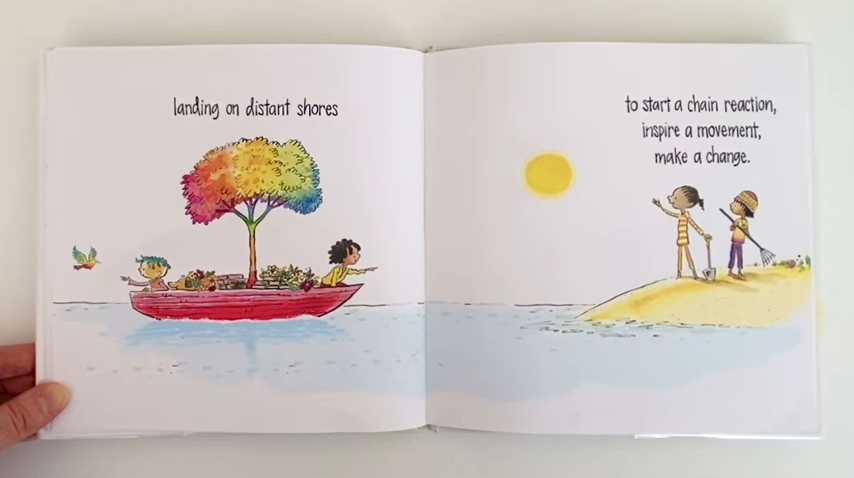 landing on distant shores
to start a chain reaction,
inspire a movement,
make a change.